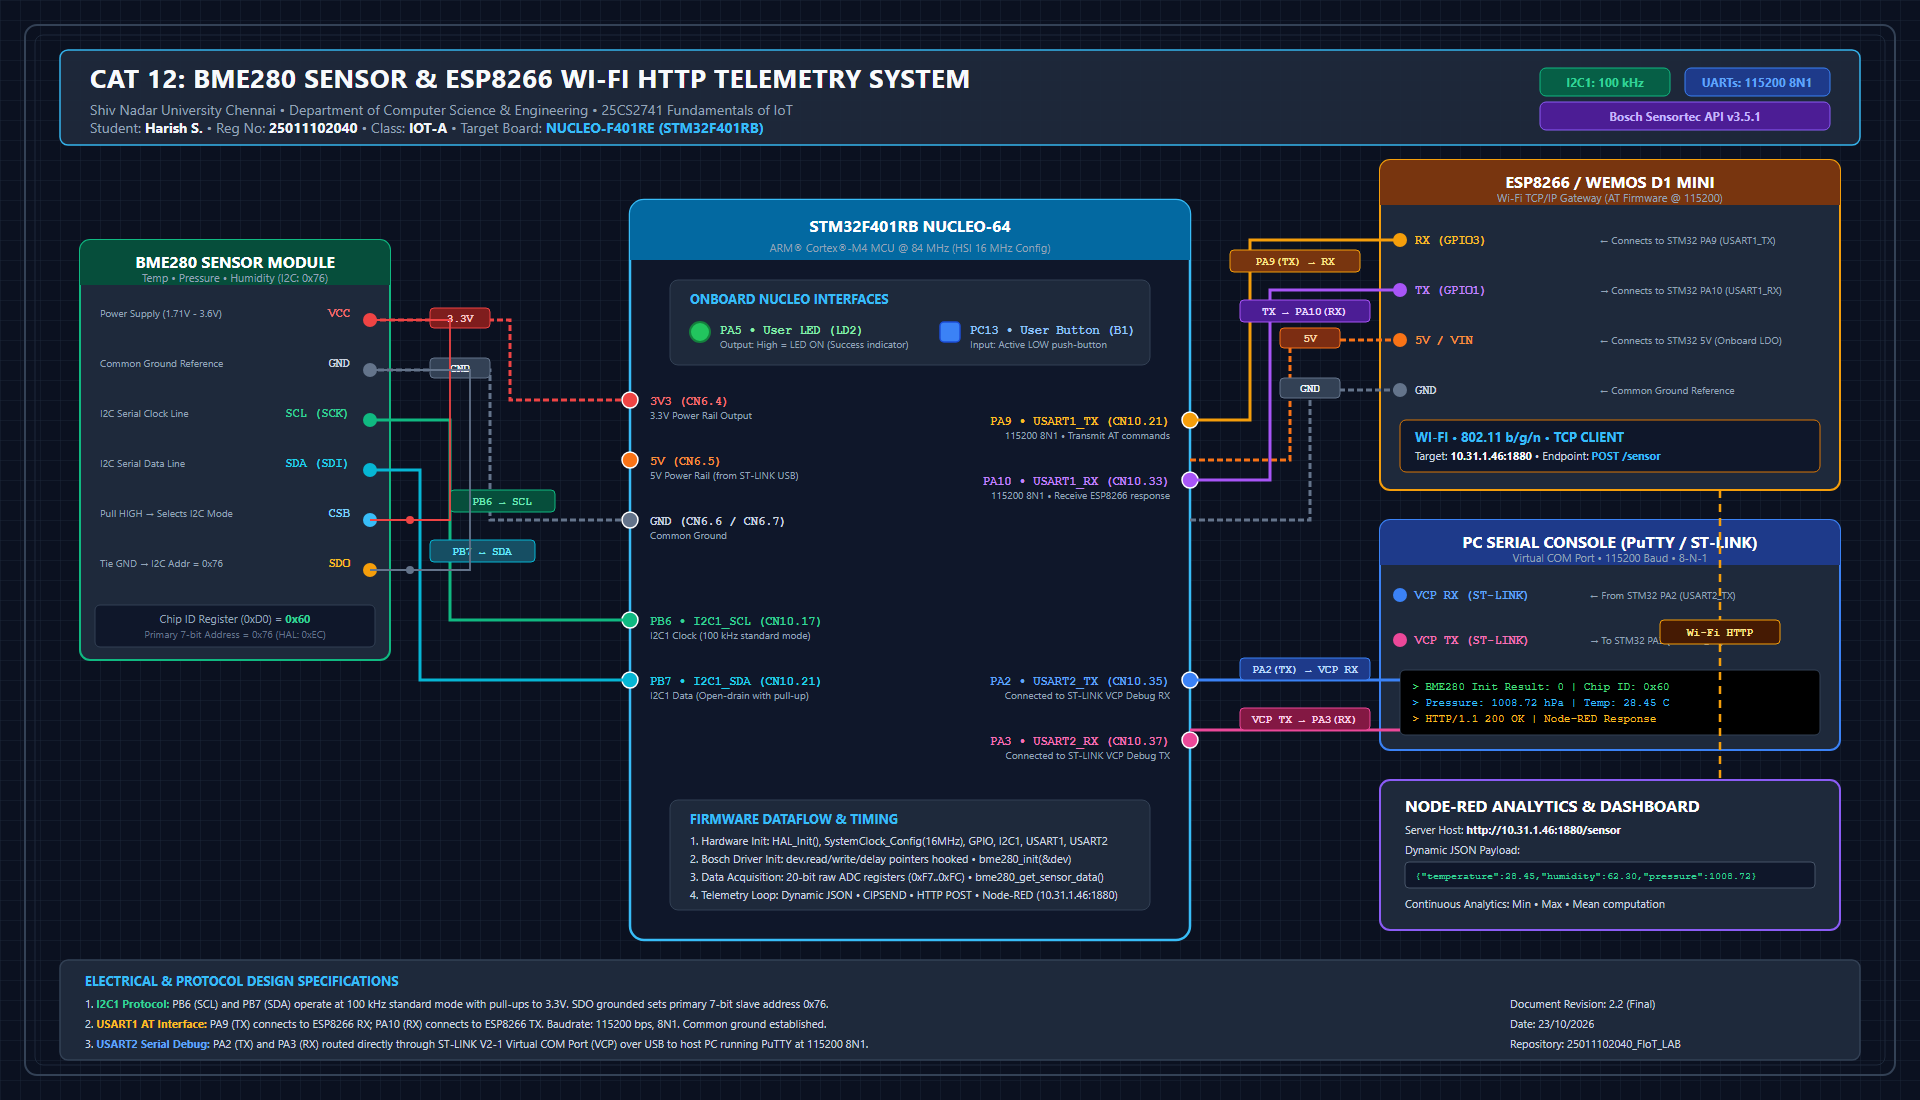 CAT 12: BME280 SENSOR & ESP8266 WI-FI HTTP TELEMETRY SYSTEM
Shiv Nadar University Chennai • Department of Computer Science & Engineering • 25CS2741 Fundamentals of IoT
Student: Harish S. • Reg No: 25011102040 • Class: IOT-A • Target Board: NUCLEO-F401RE (STM32F401RB)
I2C1: 100 kHz
UARTs: 115200 8N1
Bosch Sensortec API v3.5.1
BME280 SENSOR MODULE
Temp • Pressure • Humidity (I2C: 0x76)
Power Supply (1.71V - 3.6V) VCC
Common Ground Reference GND
I2C Serial Clock Line SCL (SCK)
I2C Serial Data Line SDA (SDI)
Pull HIGH → Selects I2C Mode CSB
Tie GND → I2C Addr = 0x76 SDO
Chip ID Register (0xD0) = 0x60
Primary 7-bit Address = 0x76 (HAL: 0xEC)
3.3V
GND
PB6 → SCL
PB7 ↔ SDA
STM32F401RB NUCLEO-64
ARM® Cortex®-M4 MCU @ 84 MHz (HSI 16 MHz Config)
ONBOARD NUCLEO INTERFACES
PA5 • User LED (LD2)
Output: High = LED ON (Success indicator)
PC13 • User Button (B1)
Input: Active LOW push-button
3V3 (CN6.4)
3.3V Power Rail Output
5V (CN6.5)
5V Power Rail (from ST-LINK USB)
GND (CN6.6 / CN6.7)
Common Ground
PB6 • I2C1_SCL (CN10.17)
I2C1 Clock (100 kHz standard mode)
PB7 • I2C1_SDA (CN10.21)
I2C1 Data (Open-drain with pull-up)
PA9 • USART1_TX (CN10.21)
115200 8N1 • Transmit AT commands
PA10 • USART1_RX (CN10.33)
115200 8N1 • Receive ESP8266 response
PA2 • USART2_TX (CN10.35)
Connected to ST-LINK VCP Debug RX
PA3 • USART2_RX (CN10.37)
Connected to ST-LINK VCP Debug TX
FIRMWARE DATAFLOW & TIMING
1. Hardware Init: HAL_Init(), SystemClock_Config(16MHz), GPIO, I2C1, USART1, USART2
2. Bosch Driver Init: dev.read/write/delay pointers hooked • bme280_init(&dev)
3. Data Acquisition: 20-bit raw ADC registers (0xF7..0xFC) • bme280_get_sensor_data()
4. Telemetry Loop: Dynamic JSON • CIPSEND • HTTP POST • Node-RED (10.31.1.46:1880)
PA9(TX) → RX
TX → PA10(RX)
5V
GND
PA2(TX) → VCP RX
VCP TX → PA3(RX)
ESP8266 / WEMOS D1 MINI
Wi-Fi TCP/IP Gateway (AT Firmware @ 115200)
RX (GPIO3) ← Connects to STM32 PA9 (USART1_TX)
TX (GPIO1) → Connects to STM32 PA10 (USART1_RX)
5V / VIN ← Connects to STM32 5V (Onboard LDO)
GND ← Common Ground Reference
WI-FI • 802.11 b/g/n • TCP CLIENT
Target: 10.31.1.46:1880 • Endpoint: POST /sensor
PC SERIAL CONSOLE (PuTTY / ST-LINK)
Virtual COM Port • 115200 Baud • 8-N-1
VCP RX (ST-LINK) ← From STM32 PA2 (USART2_TX)
VCP TX (ST-LINK) → To STM32
Wi-Fi HTTP
> BME280 Init Result: 0 | Chip ID: 0x60
> Pressure: 1008.72 hPa | Temp: 28.45 C
> HTTP/1.1 200 OK | Node-RED Response
NODE-RED ANALYTICS & DASHBOARD
Server Host: http://10.31.1.46:1880/sensor
Dynamic JSON Payload:
{"temperature":28.45,"humidity":62.30,"pressure":1008.72}
Continuous Analytics: Min • Max • Mean computation
ELECTRICAL & PROTOCOL DESIGN SPECIFICATIONS
1. I2C1 Protocol: PB6 (SCL) and PB7 (SDA) operate at 100 kHz standard mode with pull-ups to 3.3V. SDO grounded sets primary 7-bit slave address 0x76.
2. USART1 AT Interface: PA9 (TX) connects to ESP8266 RX; PA10 (RX) connects to ESP8266 TX. Baudrate: 115200 bps, 8N1. Common ground established.
3. USART2 Serial Debug: PA2 (TX) and PA3 (RX) routed directly through ST-LINK V2-1 Virtual COM Port (VCP) over USB to host PC running PuTTY at 115200 8N1.
Document Revision: 2.2 (Final)
Date: 23/10/2026
Repository: 25011102040_FIoT_LAB